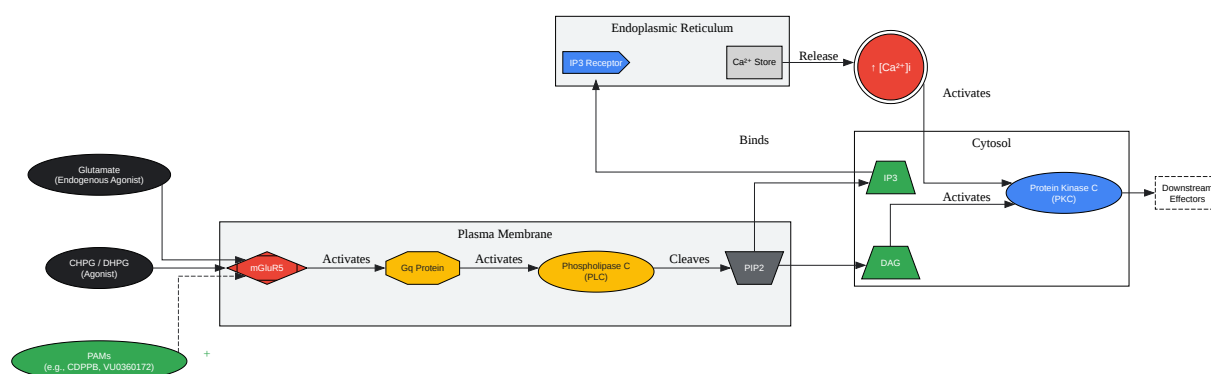 Endoplasmic Reticulum
IP3 Receptor
Ca²⁺ Store
Release
↑ [Ca²⁺]i
Activates
Binds
Cytosol
Glutamate
(Endogenous Agonist)
IP3
Protein Kinase C
(PKC)
Downstream
Effectors
Activates
Plasma Membrane
CHPG / DHPG
(Agonist)
mGluR5
Activates
Gq Protein
Activates
Phospholipase C
(PLC)
Cleaves
PIP2
DAG
PAMs
(e.g., CDPPB, VU0360172)
+